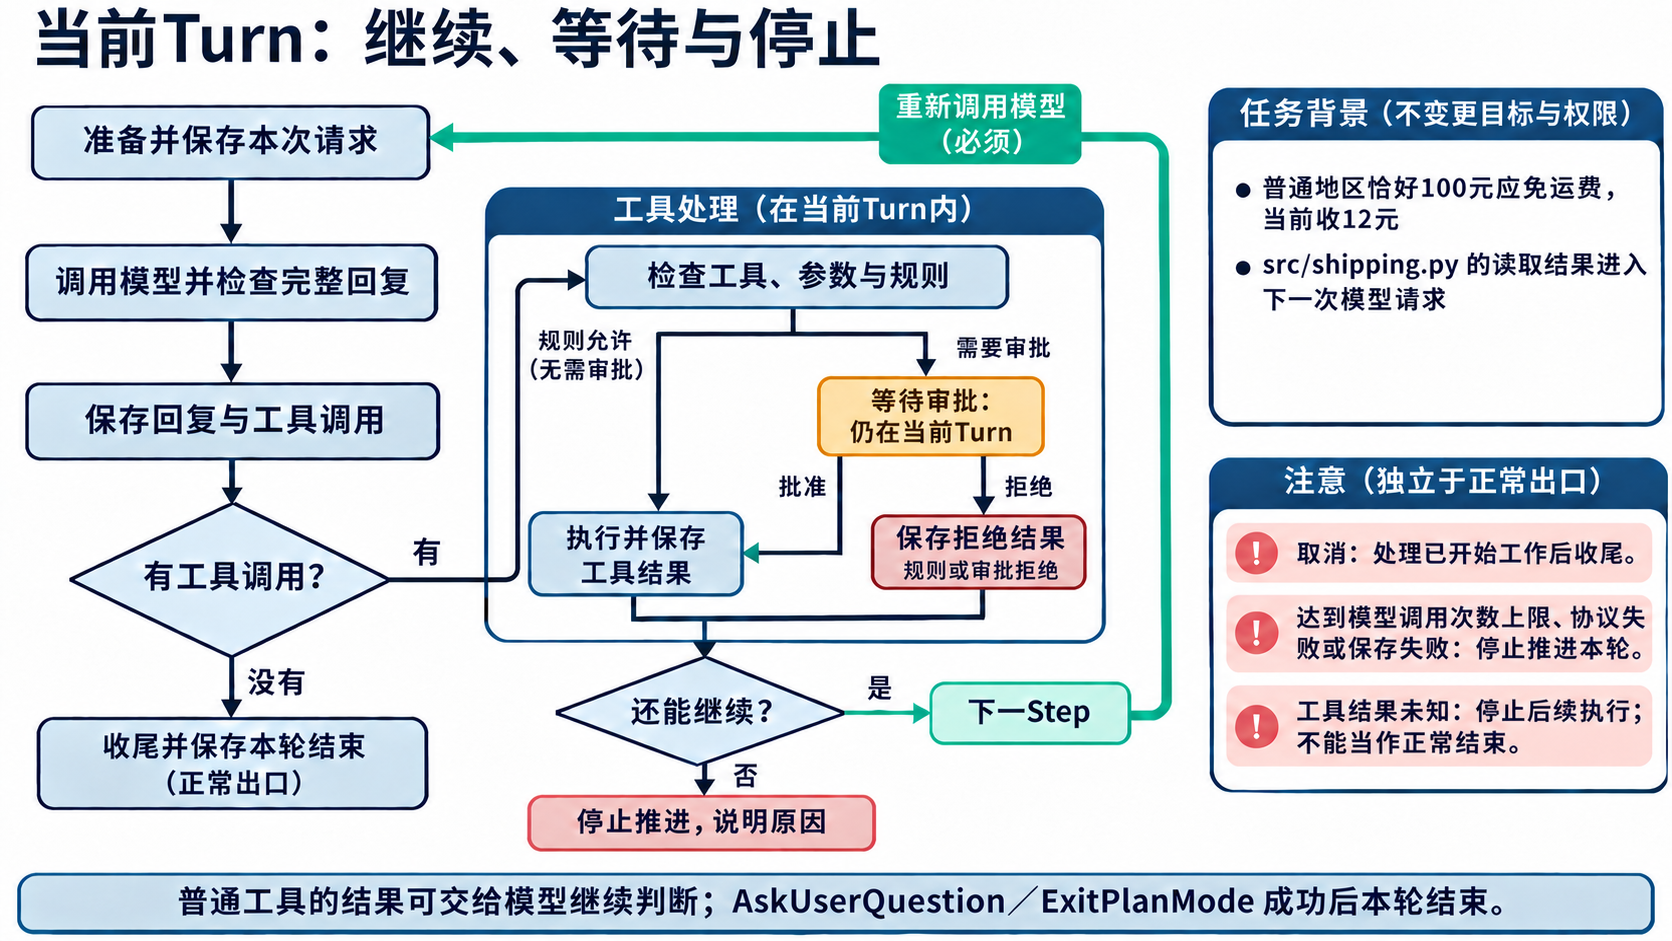 当前Turn：继续、等待与停止
准备并保存本次请求
调用模型并检查完整回复
保存回复与工具调用
有工具调用？
有
没有
收尾并保存本轮结束
（正常出口）
重新调用模型
（必须）
工具处理（在当前Turn内）
检查工具、参数与规则
规则允许
（无需审批）
需要审批
等待审批：
仍在当前Turn
批准
拒绝
执行并保存
工具结果
保存拒绝结果
规则或审批拒绝
还能继续？
是
下一Step
否
停止推进，说明原因
任务背景（不变更目标与权限）
普通地区恰好100元应免运费，
当前收12元
src/shipping.py 的读取结果进入
下一次模型请求
注意（独立于正常出口）
取消：处理已开始工作后收尾。
达到模型调用次数上限、协议失
败或保存失败：停止推进本轮。
工具结果未知：停止后续执行；
不能当作正常结束。
普通工具的结果可交给模型继续判断；AskUserQuestion／ExitPlanMode 成功后本轮结束。